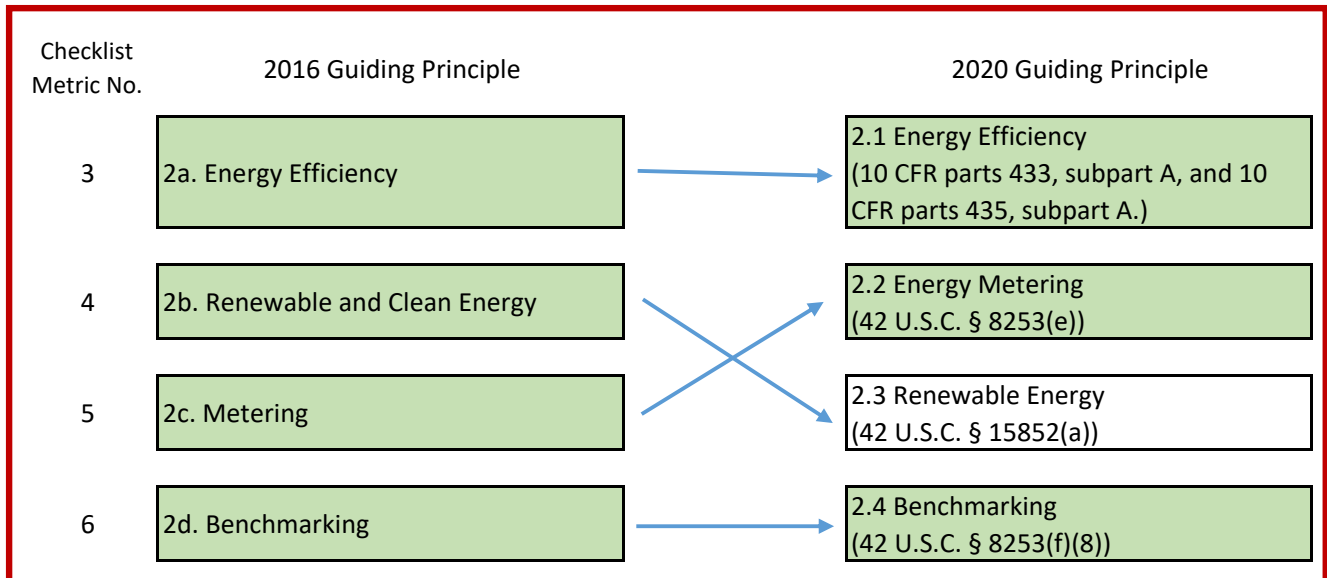 Checklist
Metric No.
2016 Guiding Principle
2020 Guiding Principle
3
2a. Energy Efficiency
2.1 Energy Efficiency
(10 CFR parts 433, subpart A, and 10
CFR parts 435, subpart A.)
4
2b. Renewable and Clean Energy
2.2 Energy Metering
(42 U.S.C. § 8253(e))
5
2c. Metering
2.3 Renewable Energy
(42 U.S.C. § 15852(a))
6
2d. Benchmarking
2.4 Benchmarking
(42 U.S.C. § 8253(f)(8))